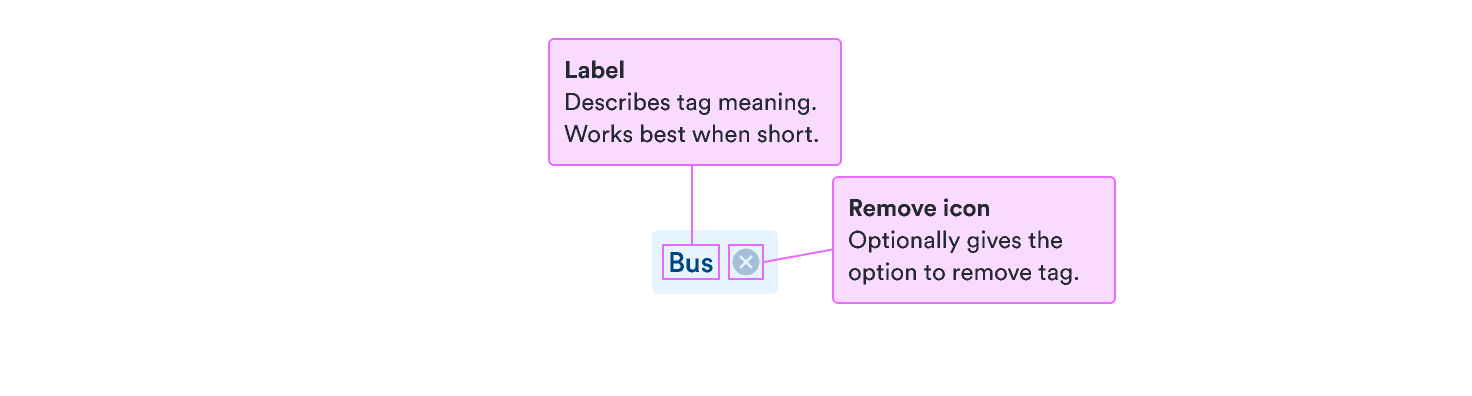 Label
Describes tag meaning.
Works best when short.
Remove icon
Optionally gives the
option to remove tag.
Bus